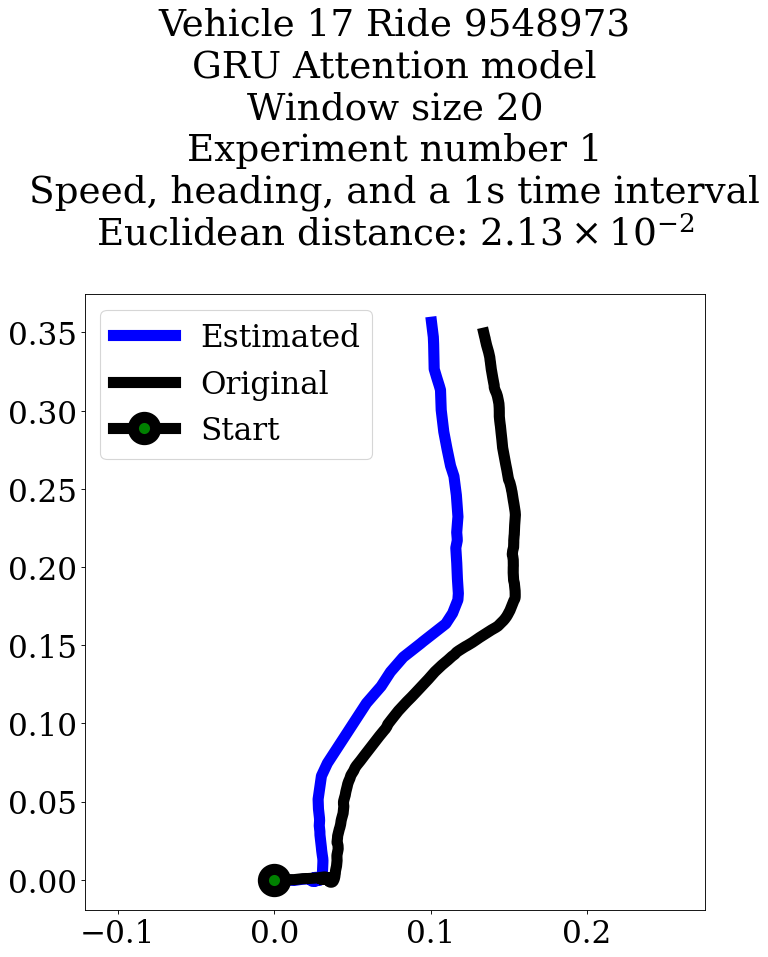 Vehicle 17 Ride 9548973
GRU Attention model
Window size 20
Experiment number 1
Speed, heading, and a 1s time interval
Euclidean distance: 2.13 × 10⁻²
Estimated
Original
Start
0.35
0.30
0.25
0.20
0.15
0.10
0.05
0.00
−0.1 0.0 0.1 0.2